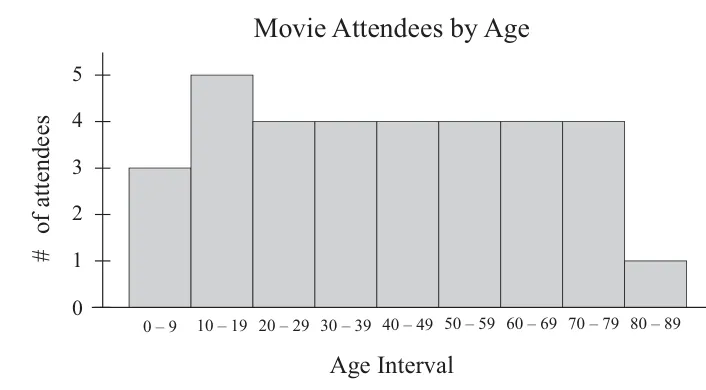 Movie Attendees by Age
# of attendees
5
4
3
2
1
0
0 – 9 10 – 19 20 – 29 30 – 39 40 – 49 50 – 59 60 – 69 70 – 79 80 – 89
Age Interval